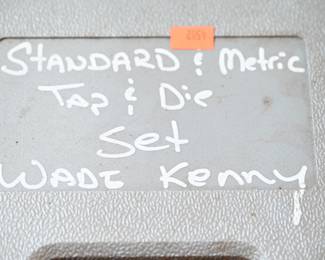 STANDARD & Metric
Tap & Die
Set
WADE Kenny